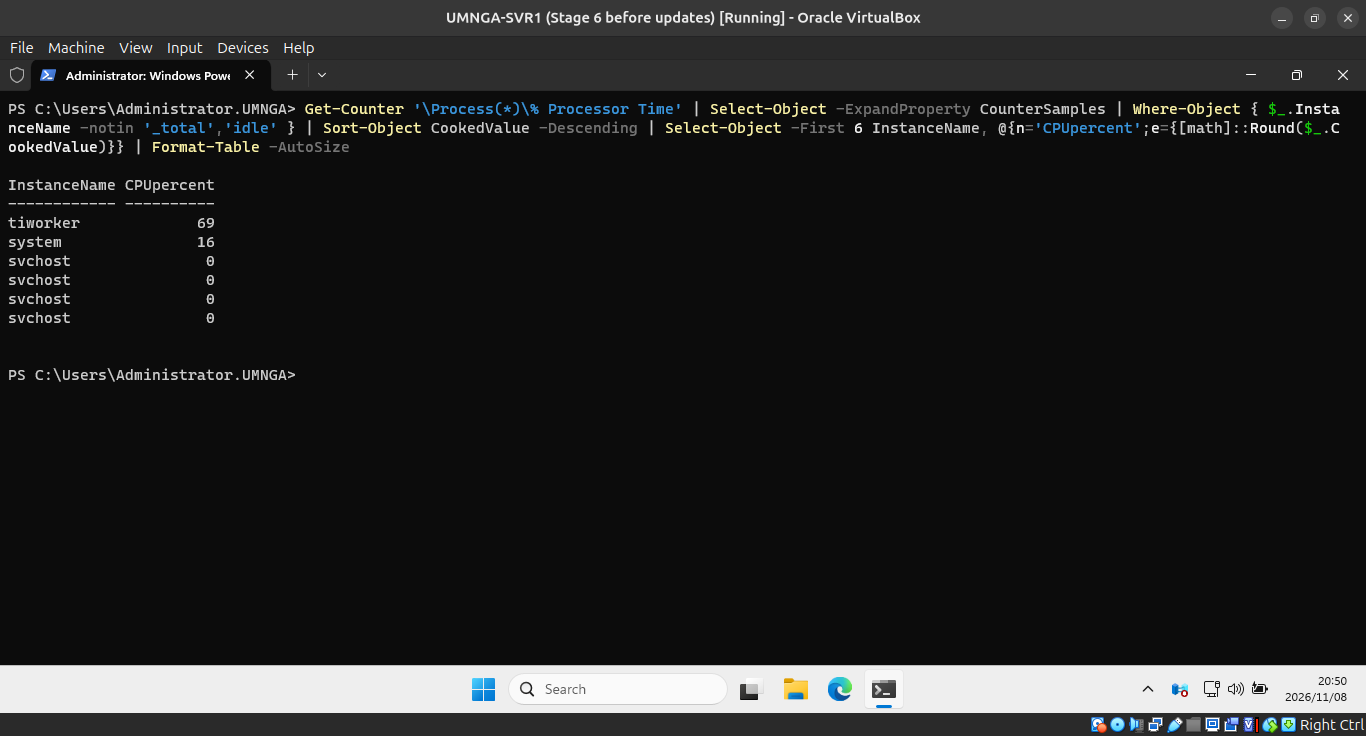 UMNGA-SVR1 (Stage 6 before updates) [Running] - Oracle VirtualBox
File Machine View Input Devices Help
Administrator: Windows Powe
PS C:\Users\Administrator.UMNGA> Get-Counter '\Process(*)\% Processor Time' | Select-Object -ExpandProperty CounterSamples | Where-Object { $_.Insta
nceName -notin '_total','idle' } | Sort-Object CookedValue -Descending | Select-Object -First 6 InstanceName, @{n='CPUpercent';e={[math]::Round($_.C
ookedValue)}} | Format-Table -AutoSize
InstanceName CPUpercent
------------ ----------
tiworker 69
system 16
svchost 0
svchost 0
svchost 0
svchost 0
PS C:\Users\Administrator.UMNGA>
Search
20:50
2026/11/08
Right Ctrl